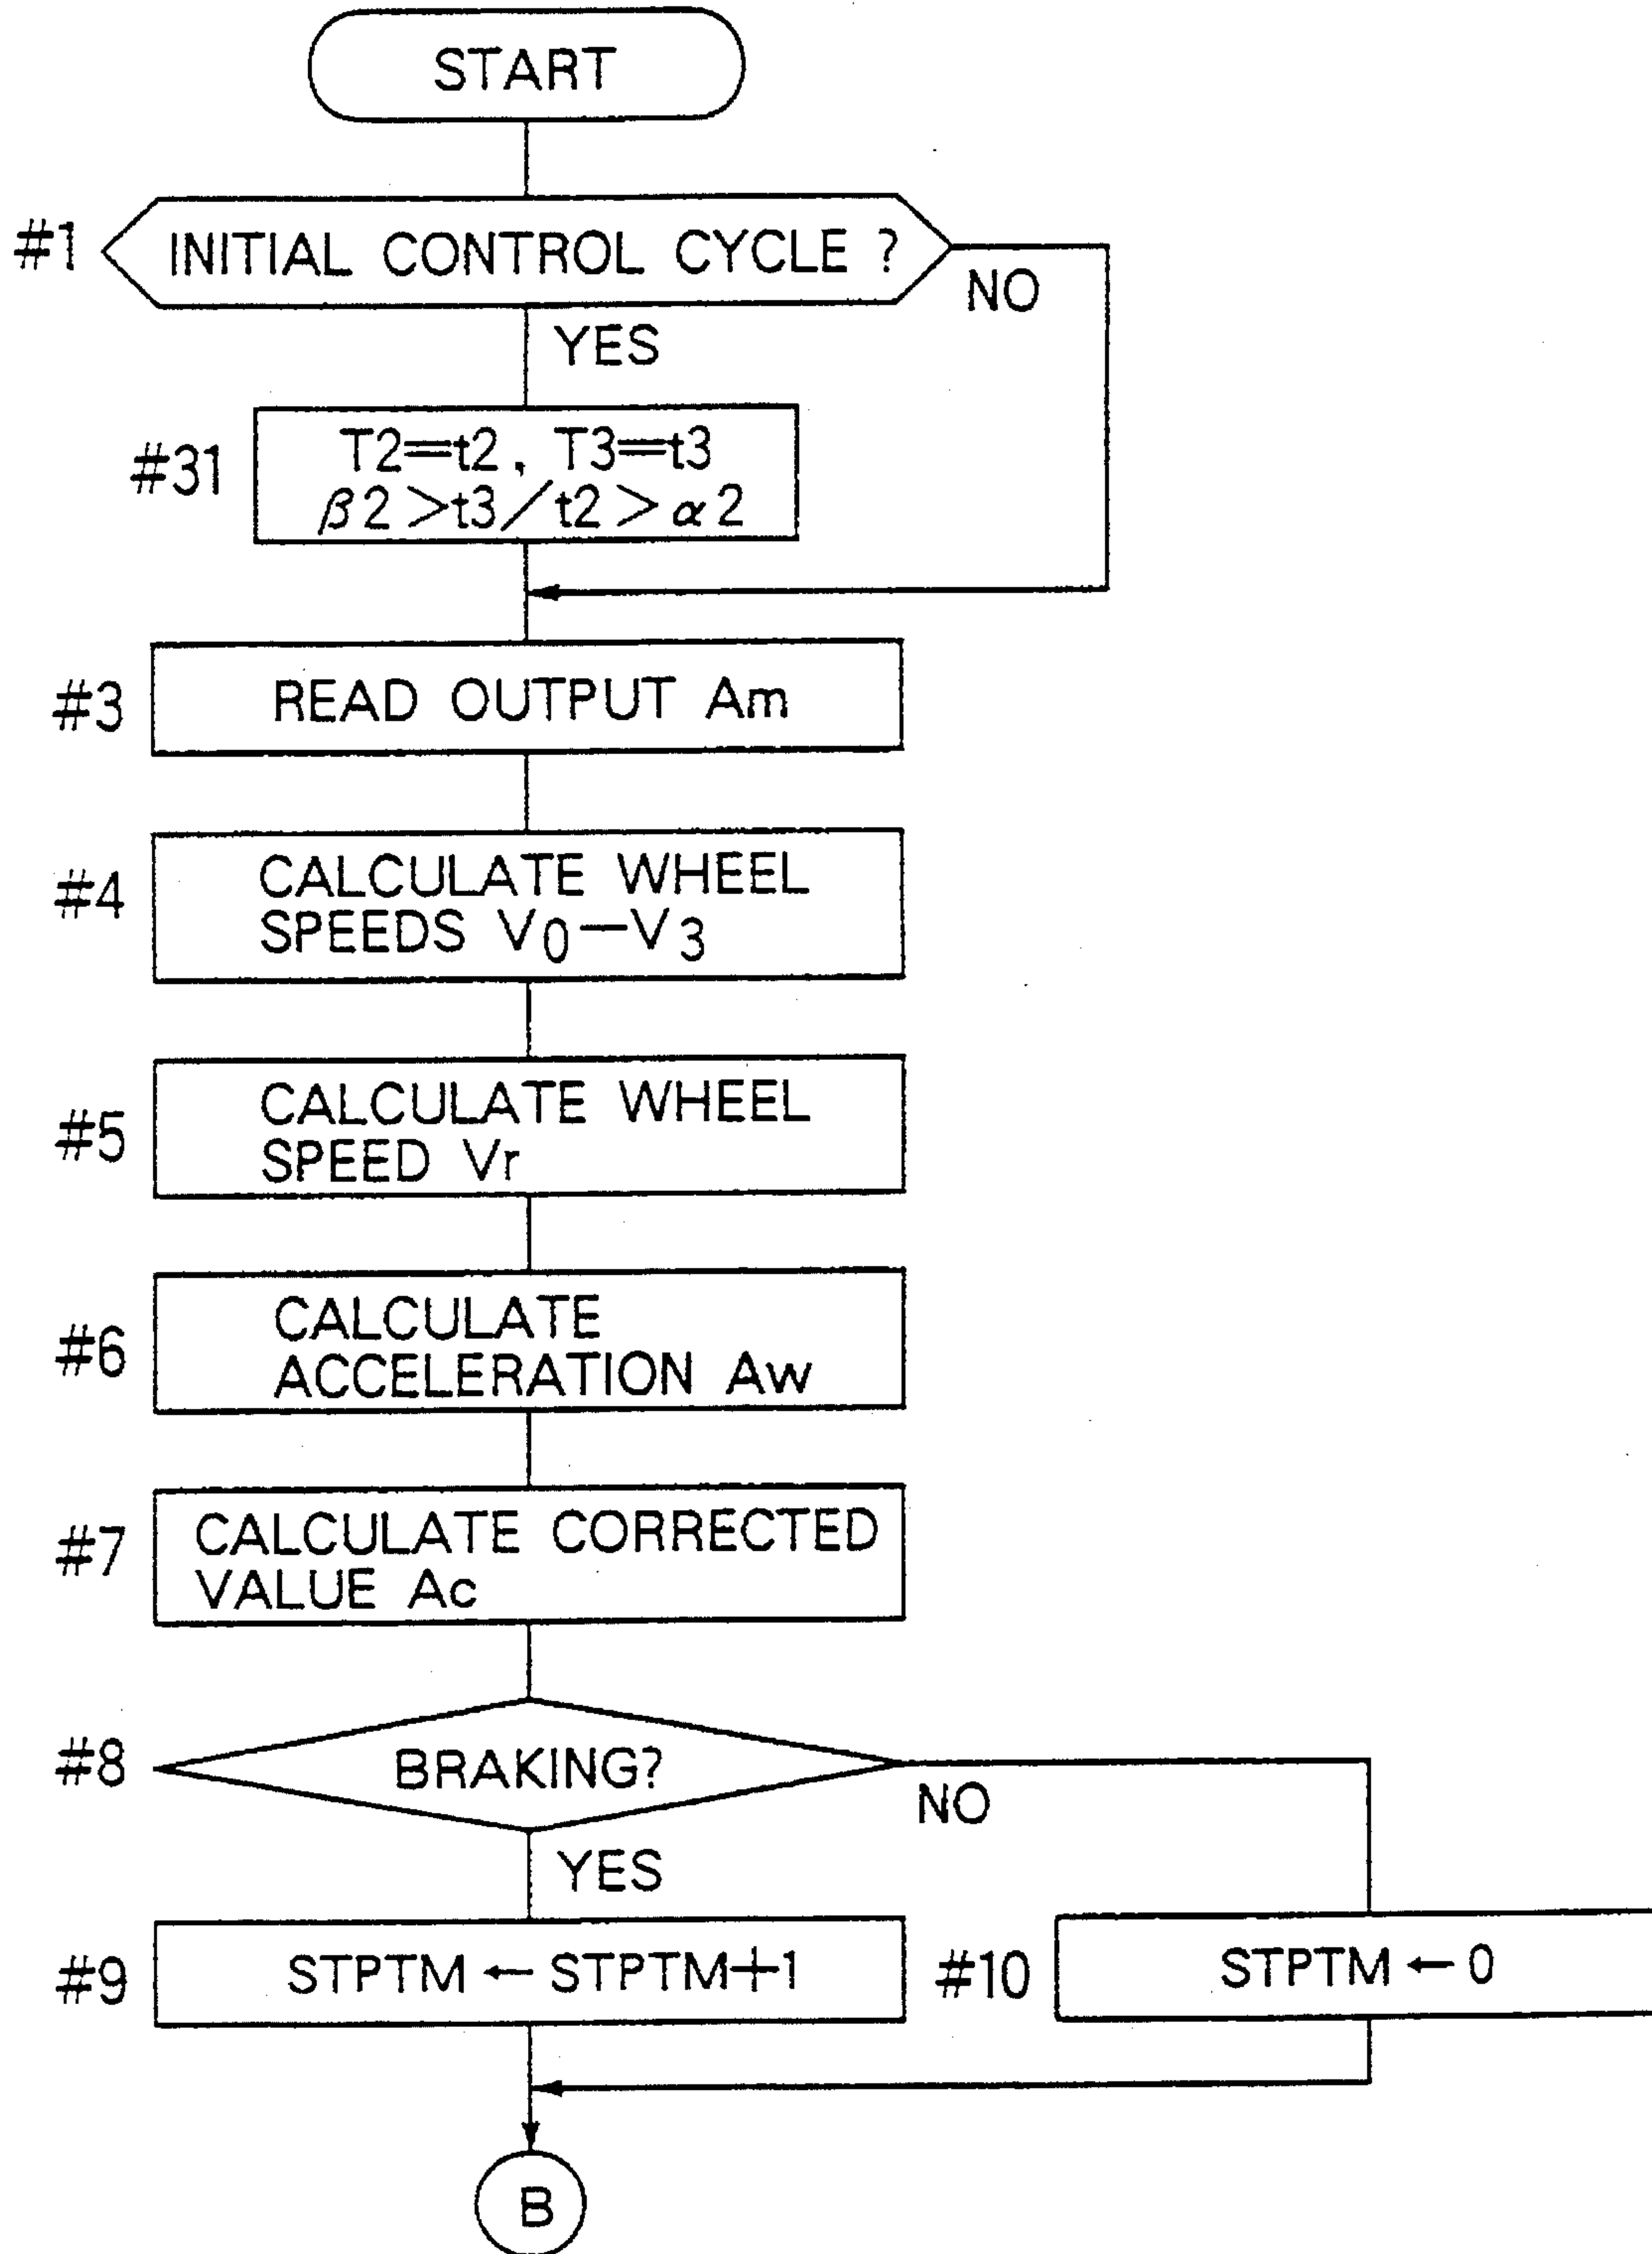 START
#1
INITIAL CONTROL CYCLE ?
NO
YES
#31
T2=t2, T3=t3
β2>t3/t2>α2
#3
READ OUTPUT Am
#4
CALCULATE WHEEL
SPEEDS V0-V3
#5
CALCULATE WHEEL
SPEED Vr
#6
CALCULATE
ACCELERATION Aw
#7
CALCULATE CORRECTED
VALUE Ac
#8
BRAKING?
NO
YES
#9
STPTM ← STPTM+1
#10
STPTM ← 0
B